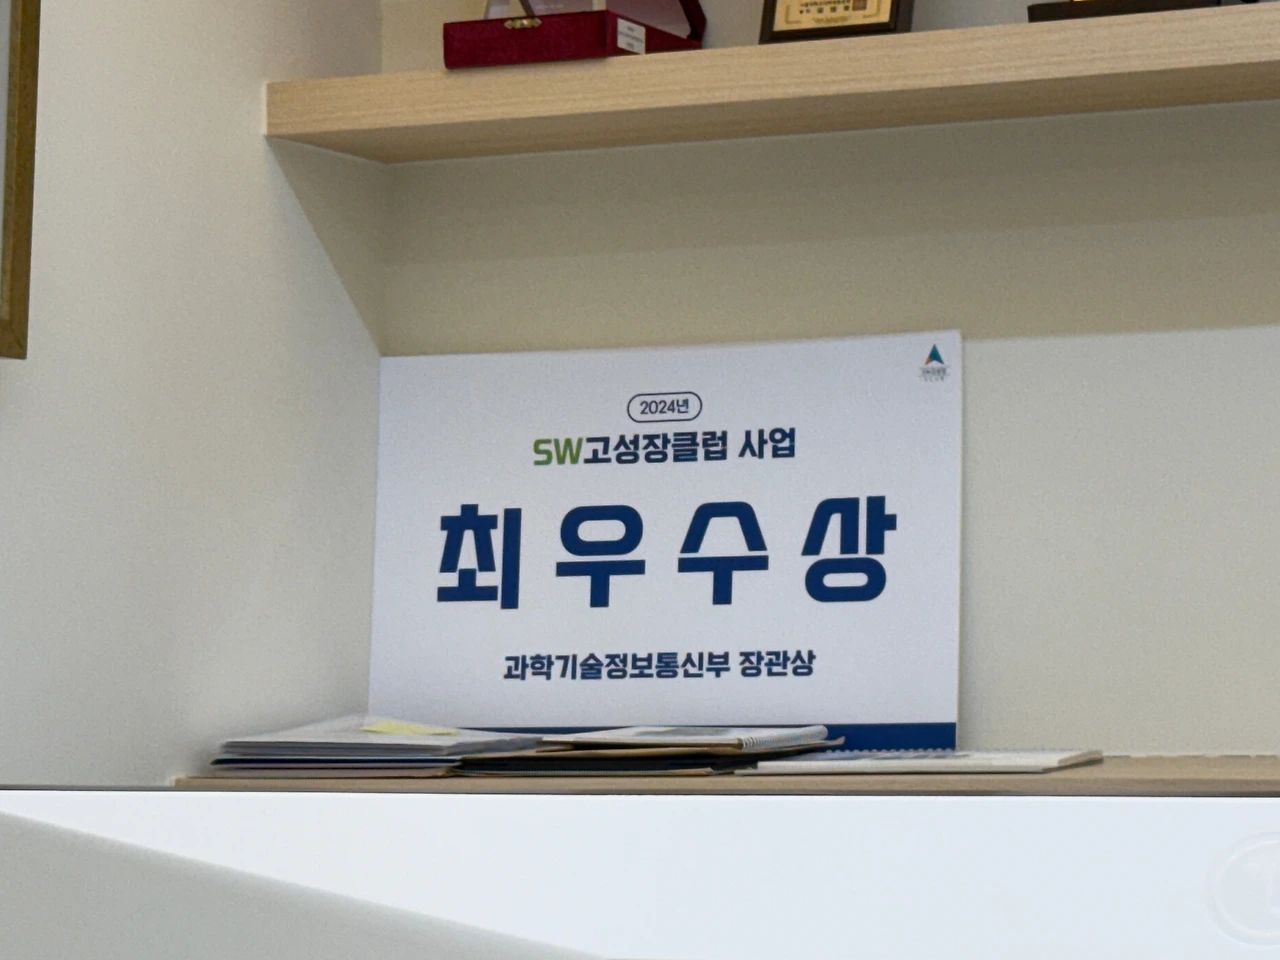 2024년
SW고성장클럽 사업
최우수상
과학기술정보통신부 장관상